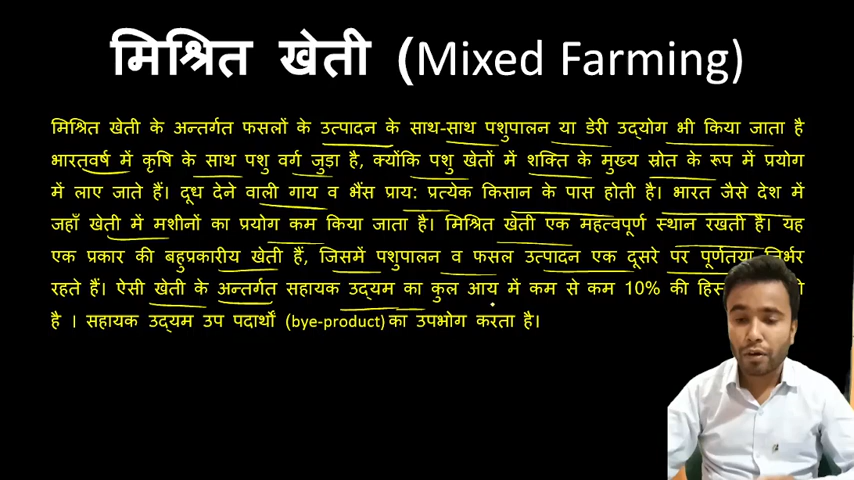 मिश्रित खेती (Mixed Farming)
मिश्रित खेती के अन्तर्गत फसलों के उत्पादन के साथ-साथ पशुपालन या डेरी उद्योग भी किया जाता है
भारतवर्ष में कृषि के साथ पशु वर्ग जुडा है, क्योंकि पशु खेतों में शक्ति के मुख्य स्रोत के रूप में प्रयोग
में लाए जाते हैं। दूध देने वाली गाय व भैंस प्राय: प्रत्येक किसान के पास होती है। भारत जैसे देश में
जहाँ खेती में मशीनों का प्रयोग कम किया जाता है। मिश्रित खेती एक महत्वपूर्ण स्थान रखती है। यह
एक प्रकार की बहुप्रकारीय खेती हैं, जिसमें पशुपालन व फसल उत्पादन एक दूसरे पर पूर्णतया निर्भर
रहते हैं। ऐसी खेती के अन्तर्गत सहायक उद्यम का कुल आय में कम से कम 10% की
है । सहायक उद्यम उप पदार्थों (bye-product) का उपभोग करता है।